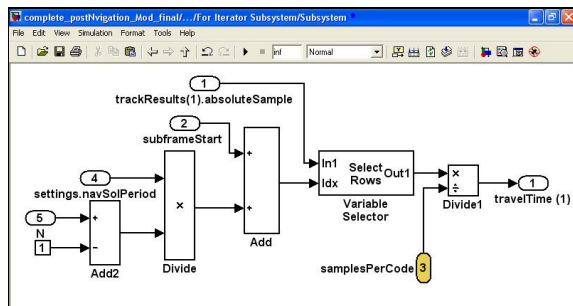 complete_postNvigation_Mod_final/.../For Iterator Subsystem/Subsystem *
File Edit View Simulation Format Tools Help
inf Normal
1
trackResults(1).absoluteSample
2
subframeStart
4
settings.navSolPeriod
5
N
1
+
−
Add2
×
Divide
+
+
Add
In1
Idx
Select
Rows
Out1
Variable
Selector
×
÷
Divide1
1
travelTime (1)
samplesPerCode
3